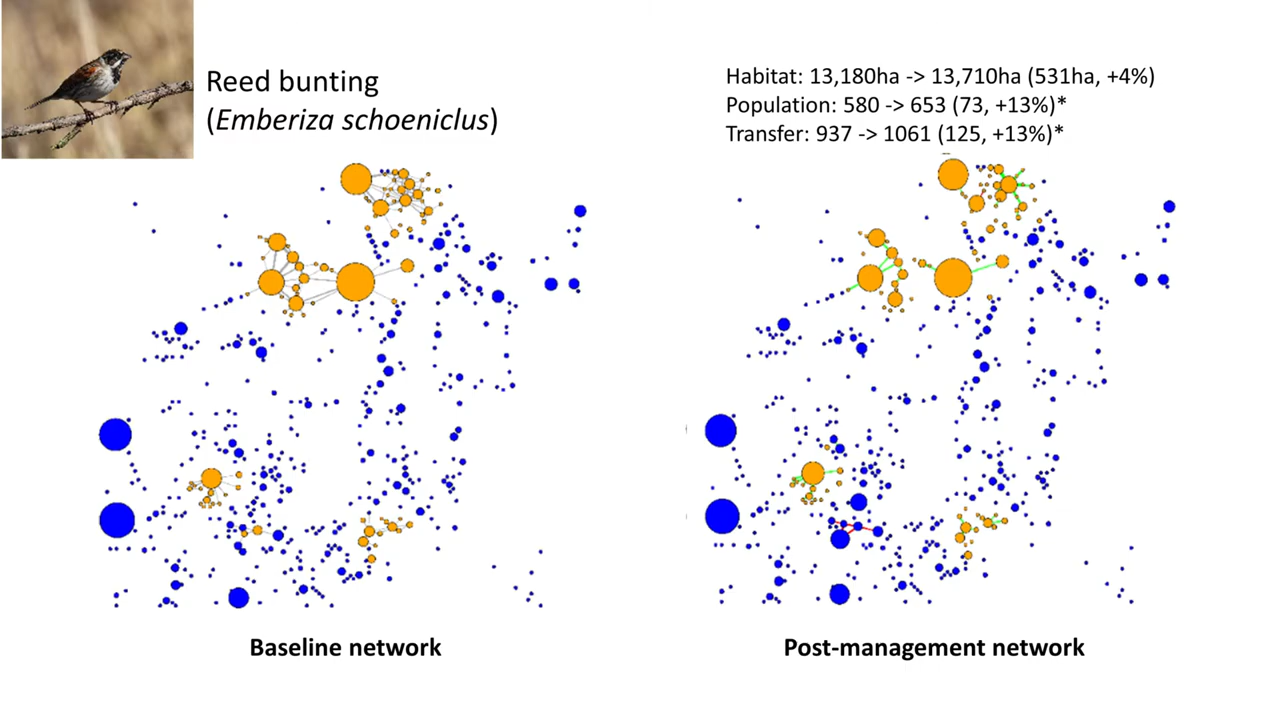 Reed bunting
(Emberiza schoeniclus)
Habitat: 13,180ha -> 13,710ha (531ha, +4%)
Population: 580 -> 653 (73, +13%)*
Transfer: 937 -> 1061 (125, +13%)*
Baseline network
Post-management network